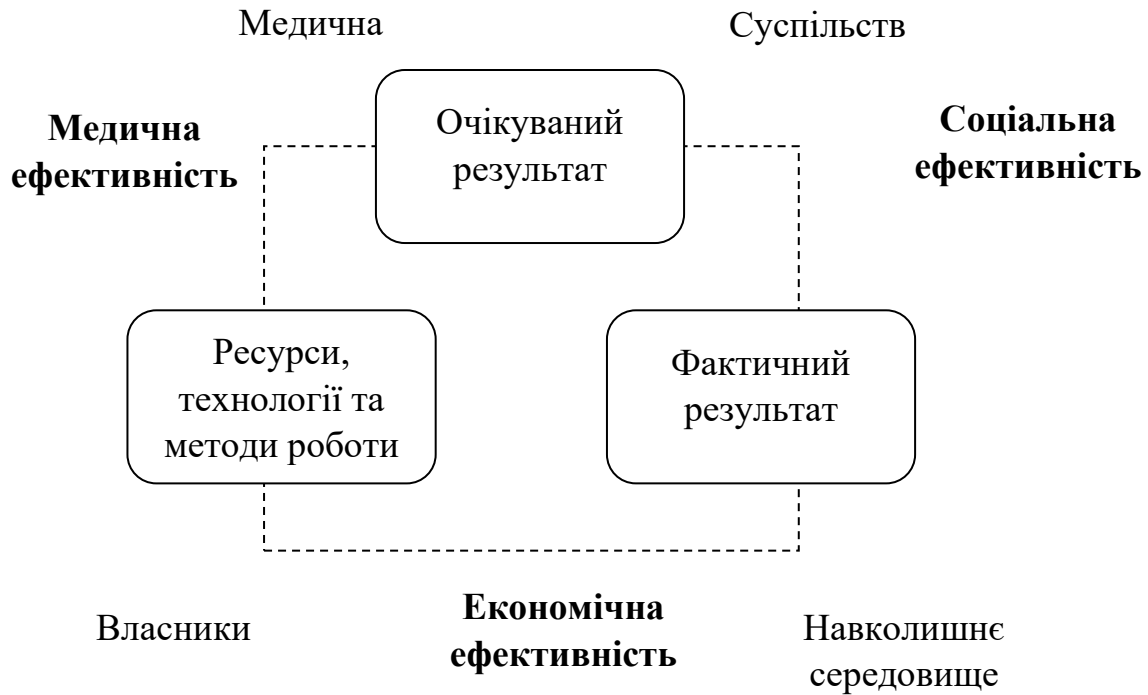 Медична
Суспільств
Медична
ефективність
Очікуваний
результат
Соціальна
ефективність
Ресурси,
технології та
методи роботи
Фактичний
результат
Власники
Економічна
ефективність
Навколишнє
середовище